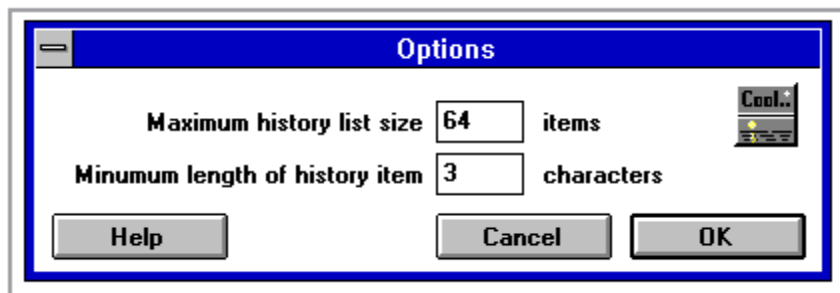 Options
Cool.:
Maximum history list size 64 items
Minumum length of history item 3 characters
Help Cancel OK